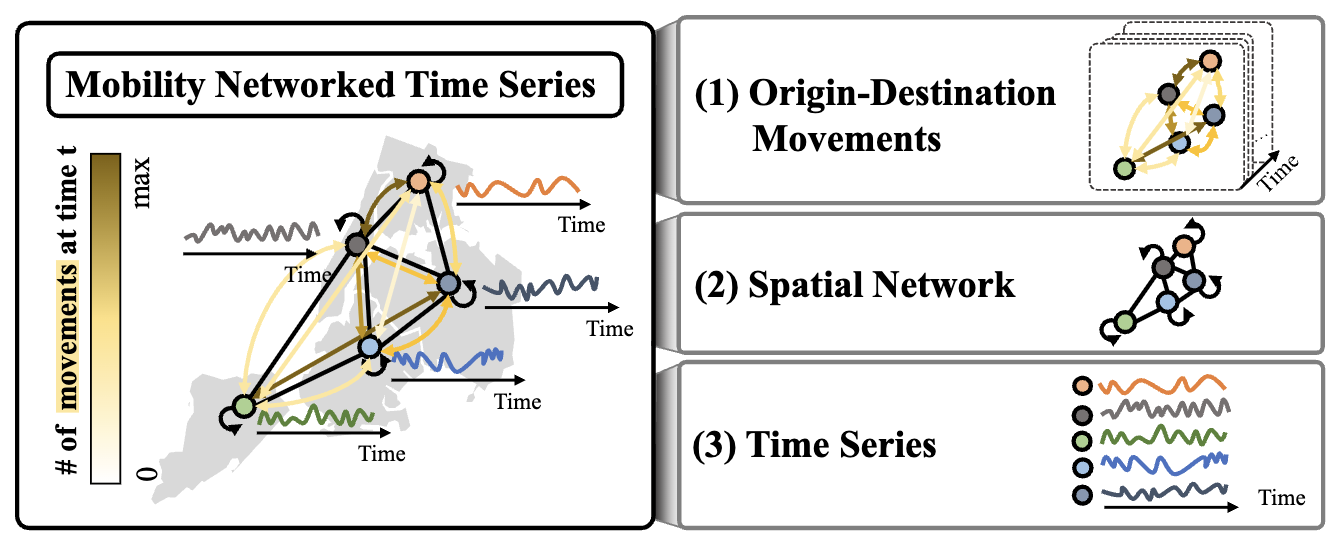 Mobility Networked Time Series
# of movements at time t
max
0
Time
Time
Time
Time
Time
(1) Origin-Destination
Movements
Time
(2) Spatial Network
(3) Time Series
Time